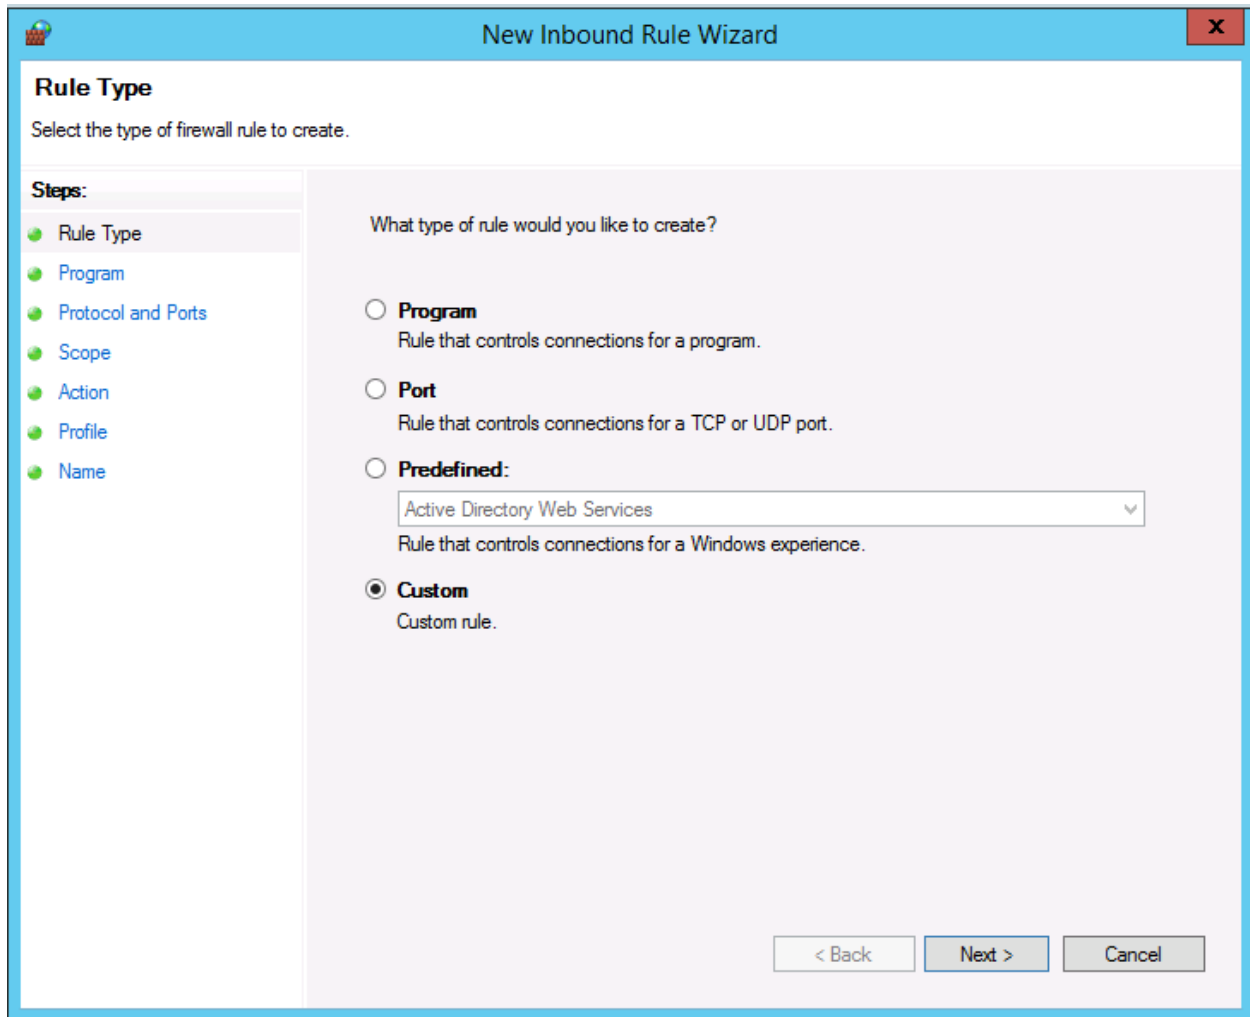 New Inbound Rule Wizard
x
Rule Type
Select the type of firewall rule to create.
Steps:
Rule Type
Program
Protocol and Ports
Scope
Action
Profile
Name
What type of rule would you like to create?
Program
Rule that controls connections for a program.
Port
Rule that controls connections for a TCP or UDP port.
Predefined:
Active Directory Web Services
Rule that controls connections for a Windows experience.
Custom
Custom rule.
< Back
Next >
Cancel